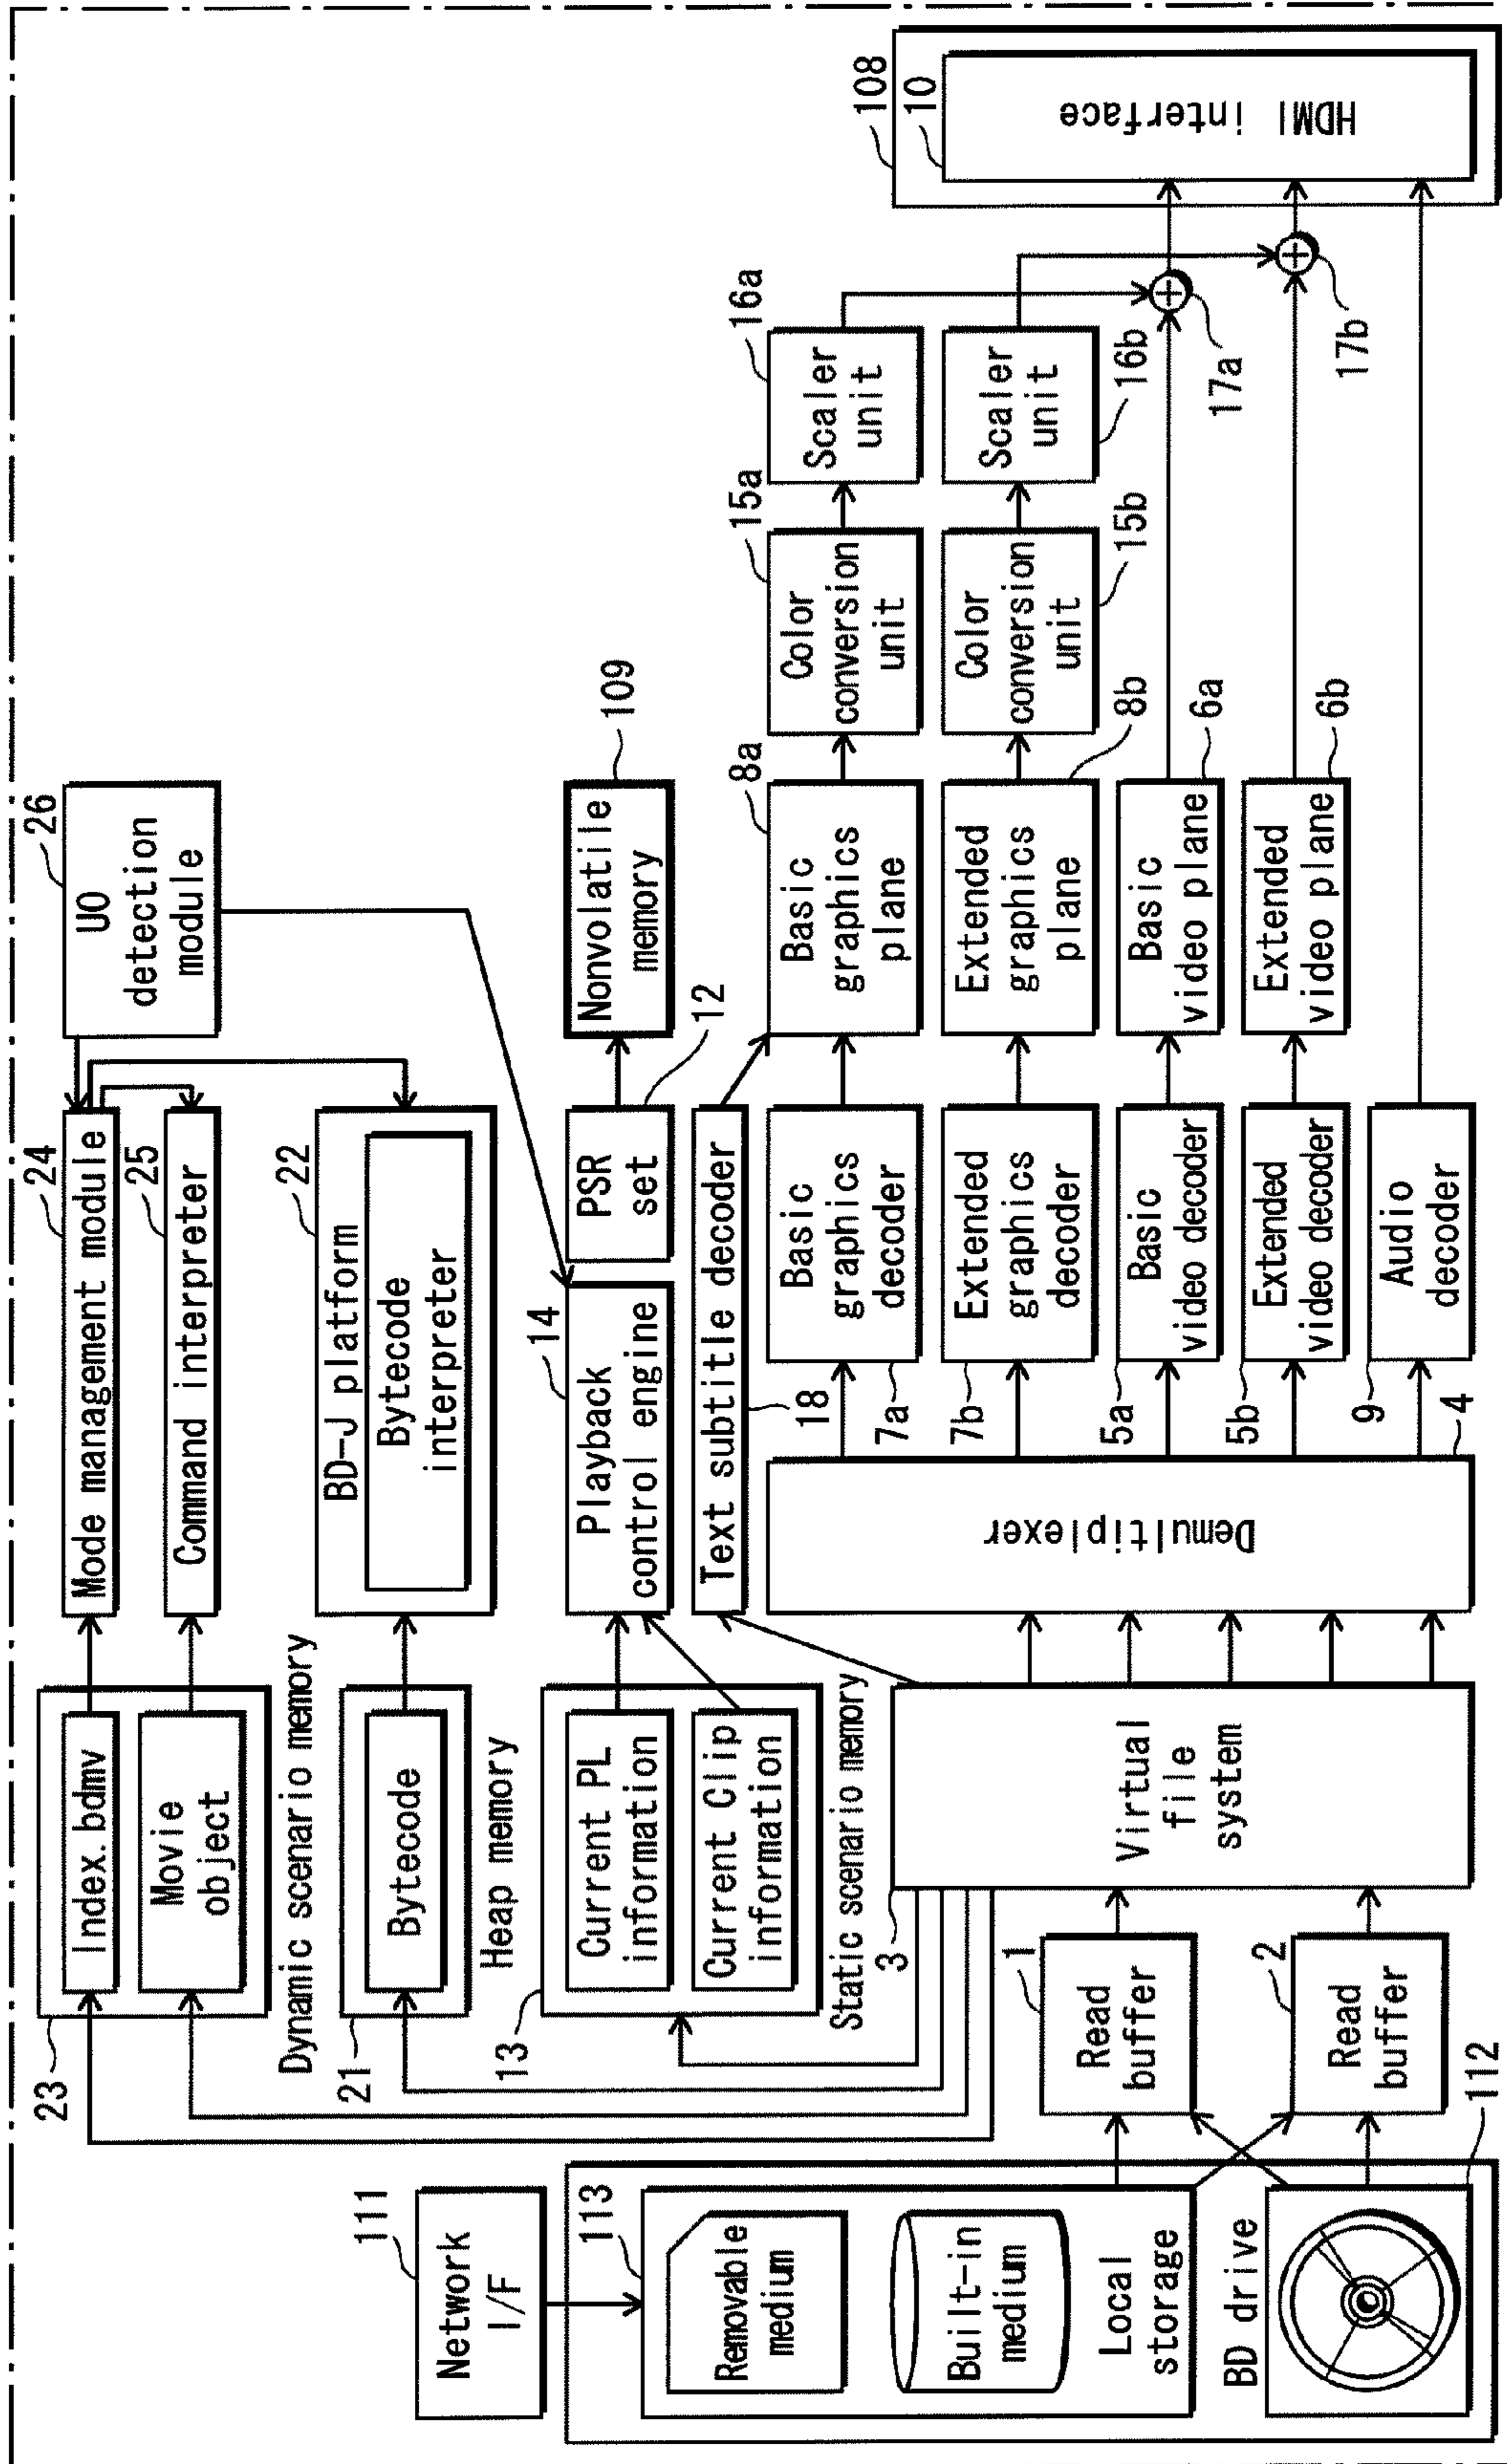 26
UO
detection
module
24
Mode management module
25
Command interpreter
22
BD-J platform
Bytecode
interpreter
23
Index.bdmv
Movie
object
Dynamic scenario memory
21
Bytecode
Heap memory
13
Current PL
information
Current Clip
information
Static scenario memory
14
Playback
control engine
PSR
set
12
Nonvolatile
memory
109
Text subtitle decoder
18
111
Network
I/F
113
Removable
medium
Built-in
medium
Local
storage
BD drive
112
1
Read
buffer
2
Read
buffer
3
Virtual
file
system
Demultiplexer
4
Basic
graphics
decoder
7a
Extended
graphics
decoder
7b
Basic
video decoder
5a
Extended
video decoder
5b
Audio
decoder
9
8a
Basic
graphics
plane
Extended
graphics
plane
8b
Basic
video plane
6a
Extended
video plane
6b
15a
Color
conversion
unit
Color
conversion
unit
15b
16a
Scaler
unit
Scaler
unit
16b
17a
17b
108
10
HDMI interface